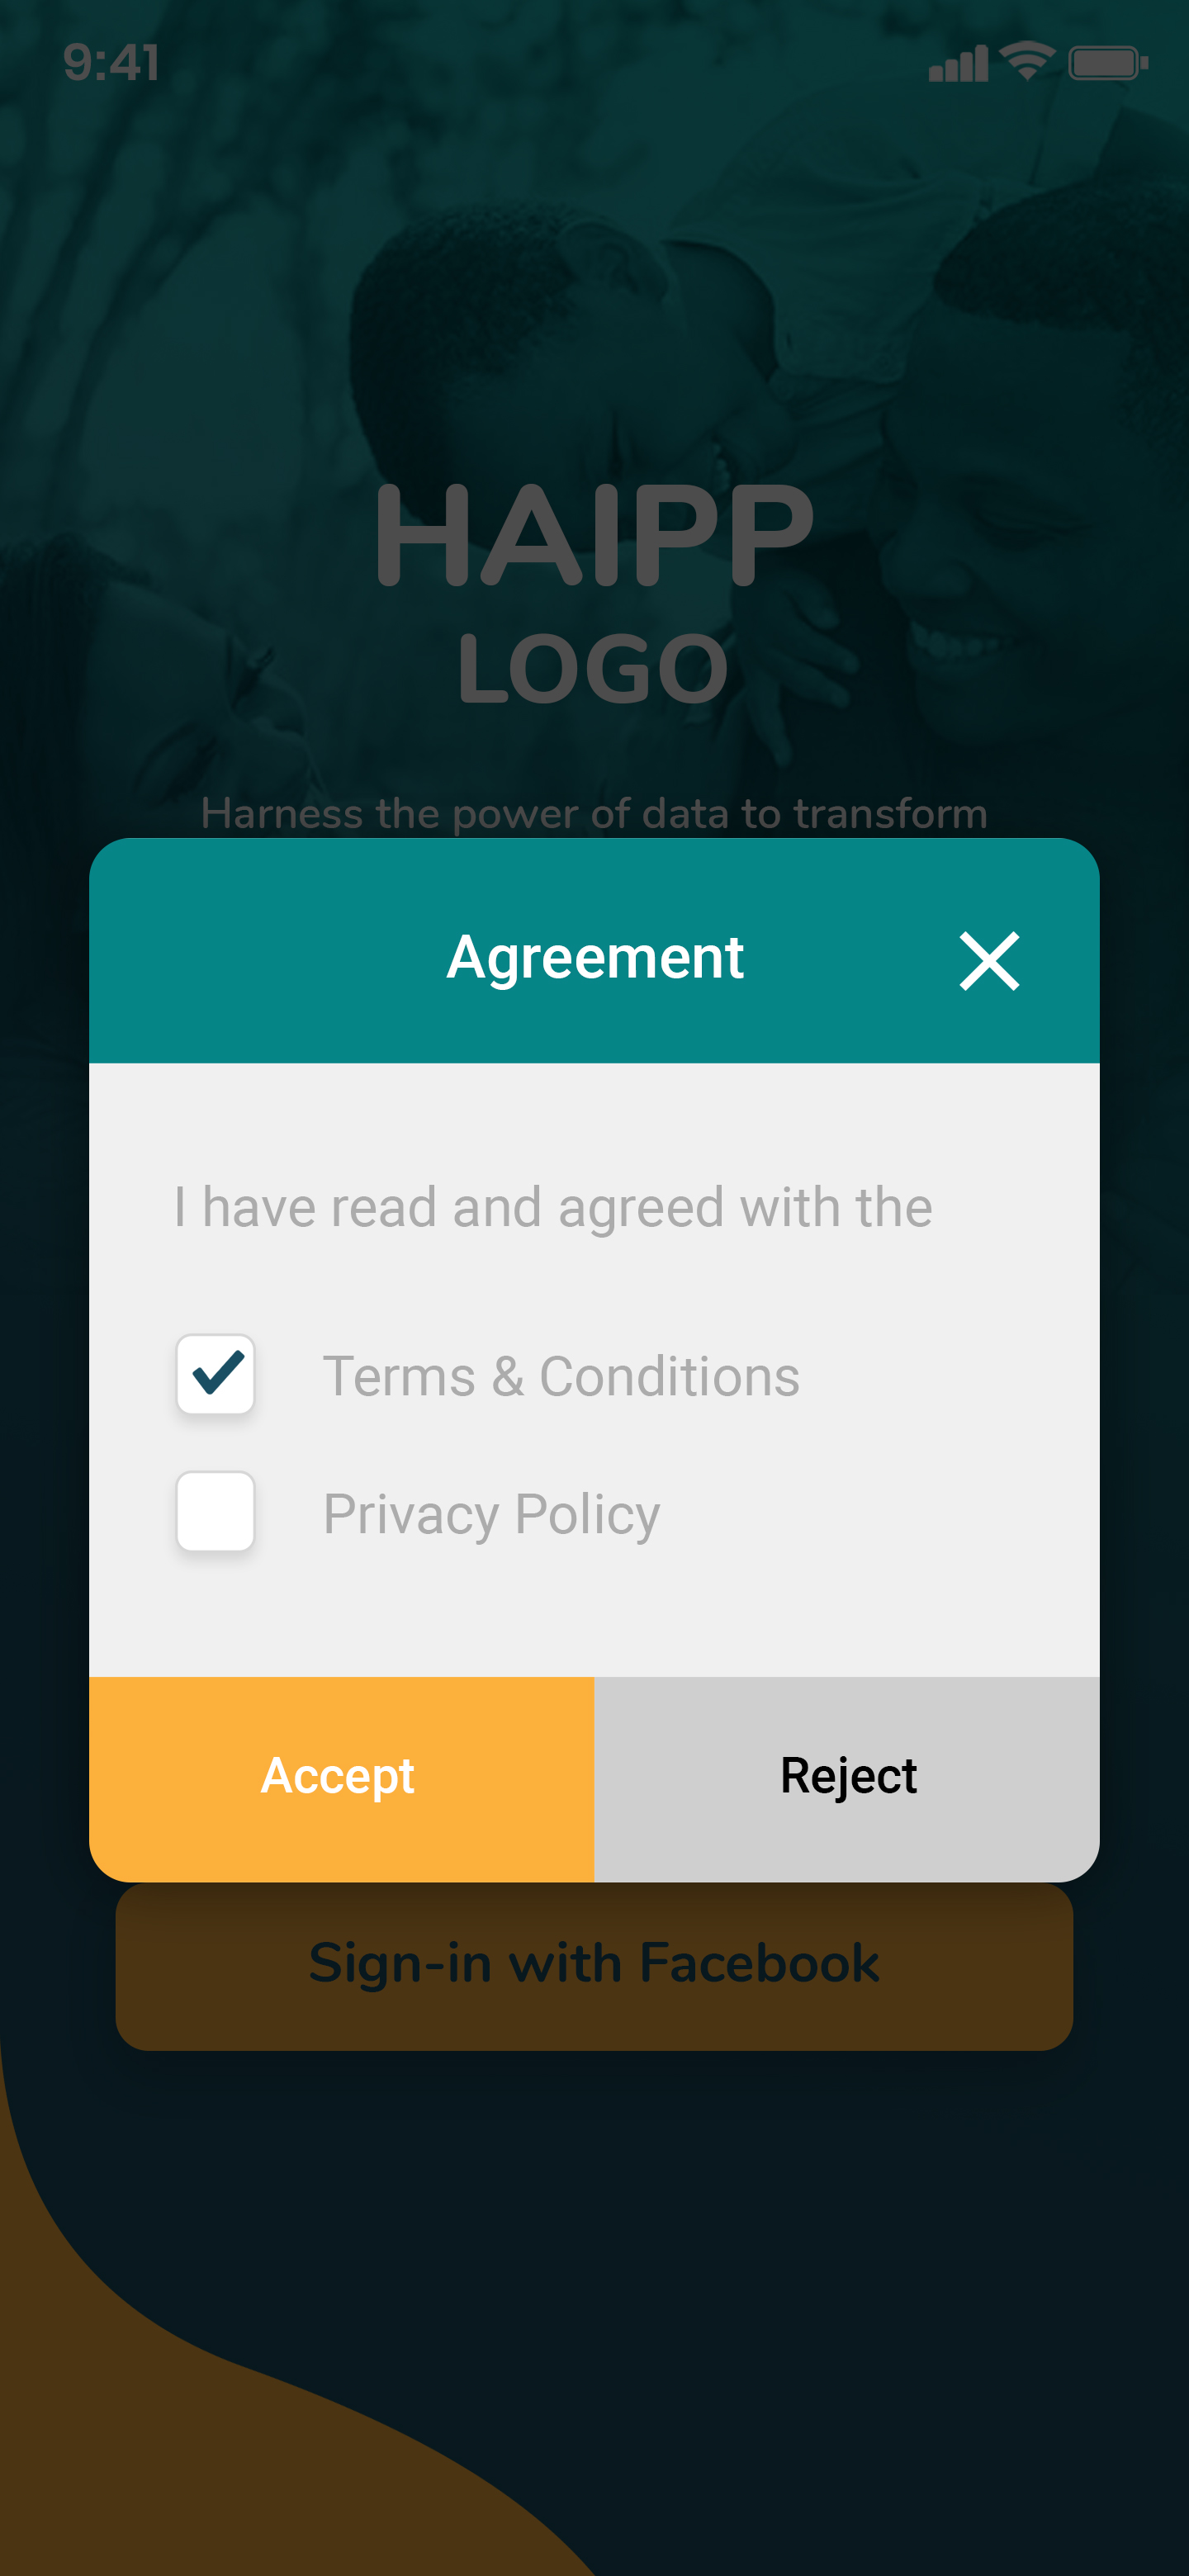 9:41
HAIPP
LOGO
Harness the power of data to transform
Agreement
I have read and agreed with the
Terms & Conditions
Privacy Policy
Accept
Reject
Sign-in with Facebook